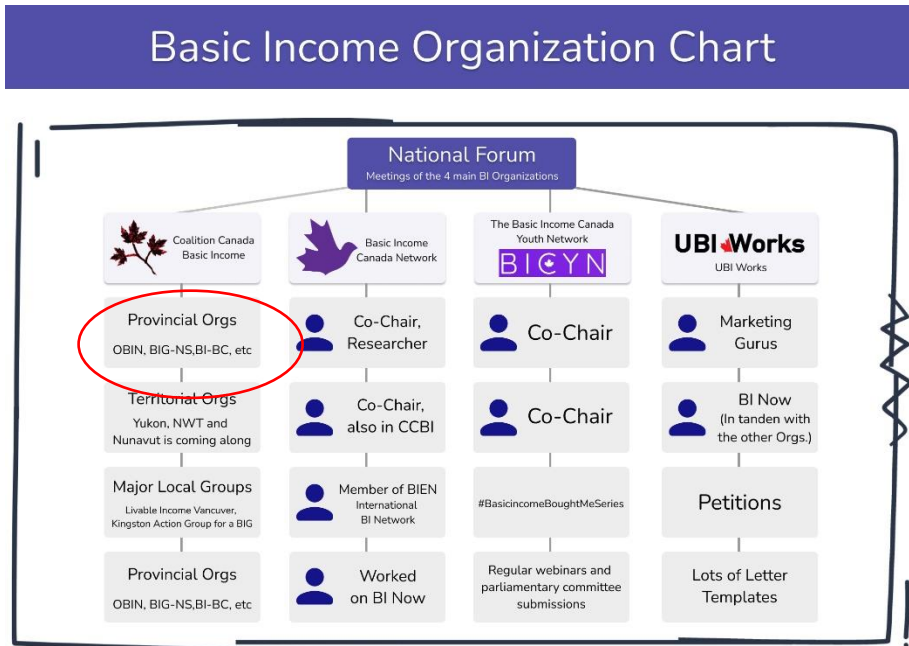 Basic Income Organization Chart
National Forum
Meetings of the 4 main BI Organizations
Coalition Canada
Basic Income
Provincial Orgs
OBIN, BIG-NS,BI-BC, etc
Territorial Orgs
Yukon, NWT and
Nunavut is coming along
Major Local Groups
Livable Income Vancuver,
Kingston Action Group for a BIG
Provincial Orgs
OBIN, BIG-NS,BI-BC, etc
Basic Income
Canada Network
Co-Chair,
Researcher
Co-Chair,
also in CCBI
Member of BIEN
International
BI Network
Worked
on BI Now
The Basic Income Canada
Youth Network
BICYN
Co-Chair
Co-Chair
#BasicincomeBoughtMeSeries
Regular webinars and
parliamentary committee
submissions
UBI Works
UBI Works
Marketing
Gurus
BI Now
(In tanden with
the other Orgs.)
Petitions
Lots of Letter
Templates